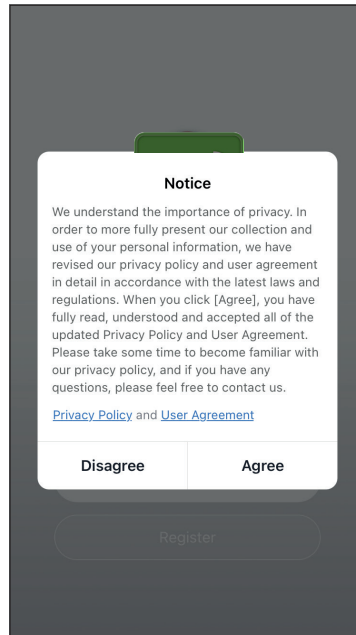 Notice
We understand the importance of privacy. In
order to more fully present our collection and
use of your personal information, we have
revised our privacy policy and user agreement
in detail in accordance with the latest laws and
regulations. When you click [Agree], you have
fully read, understood and accepted all of the
updated Privacy Policy and User Agreement.
Please take some time to become familiar with
our privacy policy, and if you have any
questions, please feel free to contact us.
Privacy Policy and User Agreement
Disagree Agree
Register